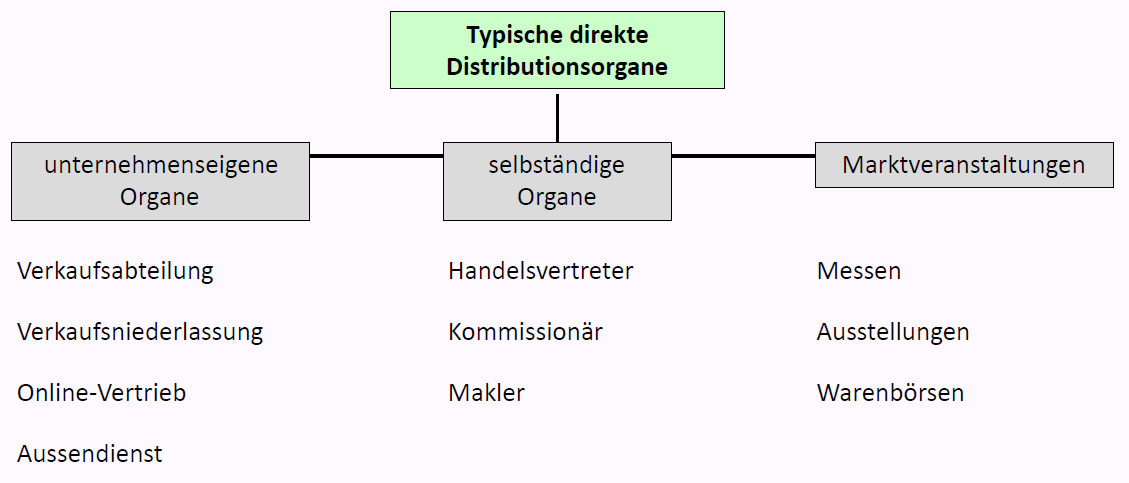 Typische direkte
Distributionsorgane
unternehmenseigene
Organe
selbständige
Organe
Marktveranstaltungen
Verkaufsabteilung
Handelsvertreter
Messen
Verkaufsniederlassung
Kommissionär
Ausstellungen
Online-Vertrieb
Makler
Warenbörsen
Aussendienst